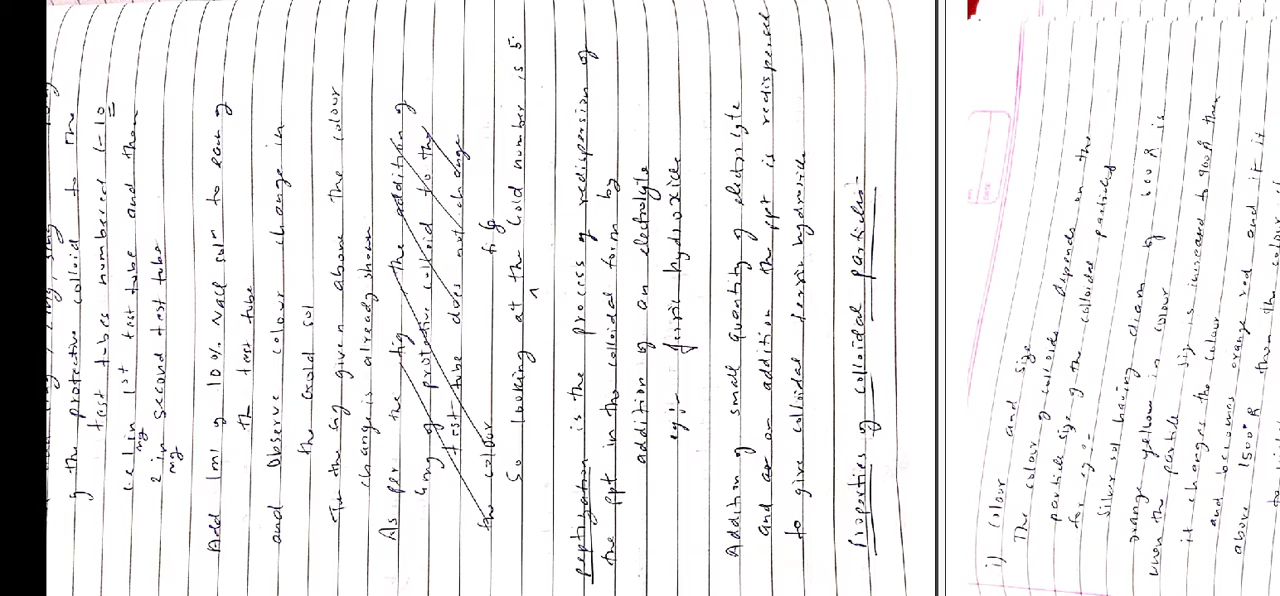 of the protective colloid to the
test tubes numbered 1-10
i.e 1 mg in 1st test tube and then
2 mg in second test tube
Add 1ml of 10% NaCl solⁿ to each of
the test tube
and Observe colour change in
the Gold sol
In the fig given above the colour
change is already shown
As per the fig the addition of
4mg of protective colloid to the
test tube does not change
the colour
So looking at the fig Gold number is 5
peptization is the process of redispersion of
the ppt in the colloidal form by
addition of an electrolyte
eg:- ferric hydroxide
Addition of small quantity of electrolyte
and on addition the ppt is redispersed
to give colloidal ferric hydroxide
Properties of colloidal particles:-
i) Colour and size
The colour of colloids depends on the
particle size of the colloidal particles
for eg:-
Silver sol having diam of 600 Å is
orange yellow in colour
when the particle size is increased to 900Å then
it changes the colour
and becomes orange red and if it is
above 1500Å then the colour